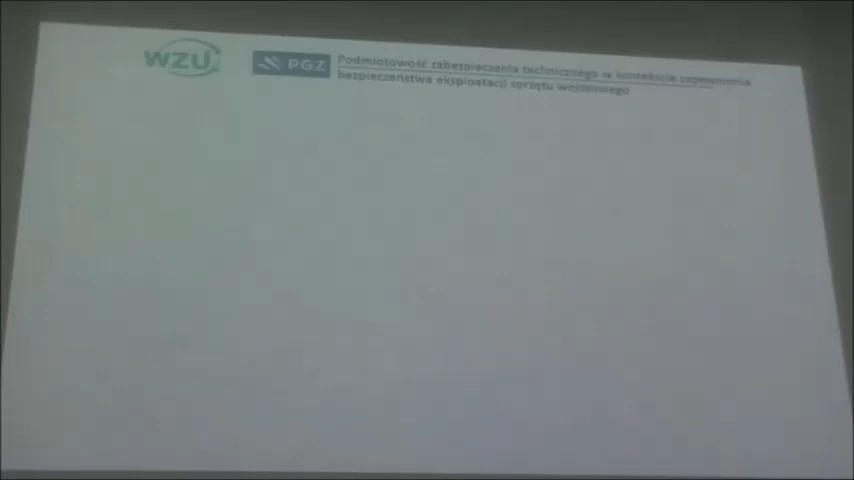 WZU
PGZ
Podmiotowość zabezpieczenia technicznego w kontekście zapewnienia
bezpieczeństwa eksploatacji sprzętu wojskowego